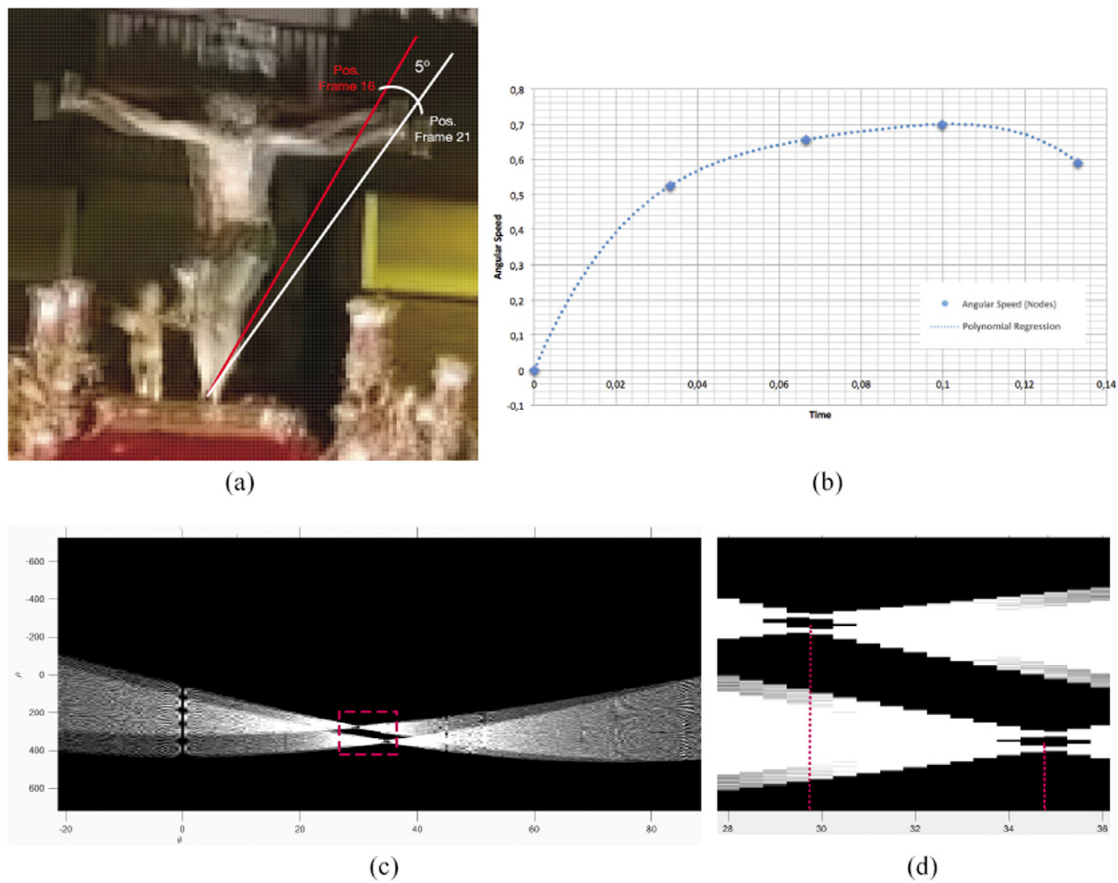 5º
Pos.
Frame 16
Pos.
Frame 21
(a)
0,8
0,7
0,6
0,5
0,4
0,3
0,2
0,1
0
-0,1
Angular Speed
0 0,02 0,04 0,06 0,08 0,1 0,12 0,14
Time
Angular Speed (Nodes)
Polynomial Regression
(b)
-600
-400
-200
0
200
400
600
ρ
-20 0 20 40 60 80
(c)
28 30 32 34 36
(d)